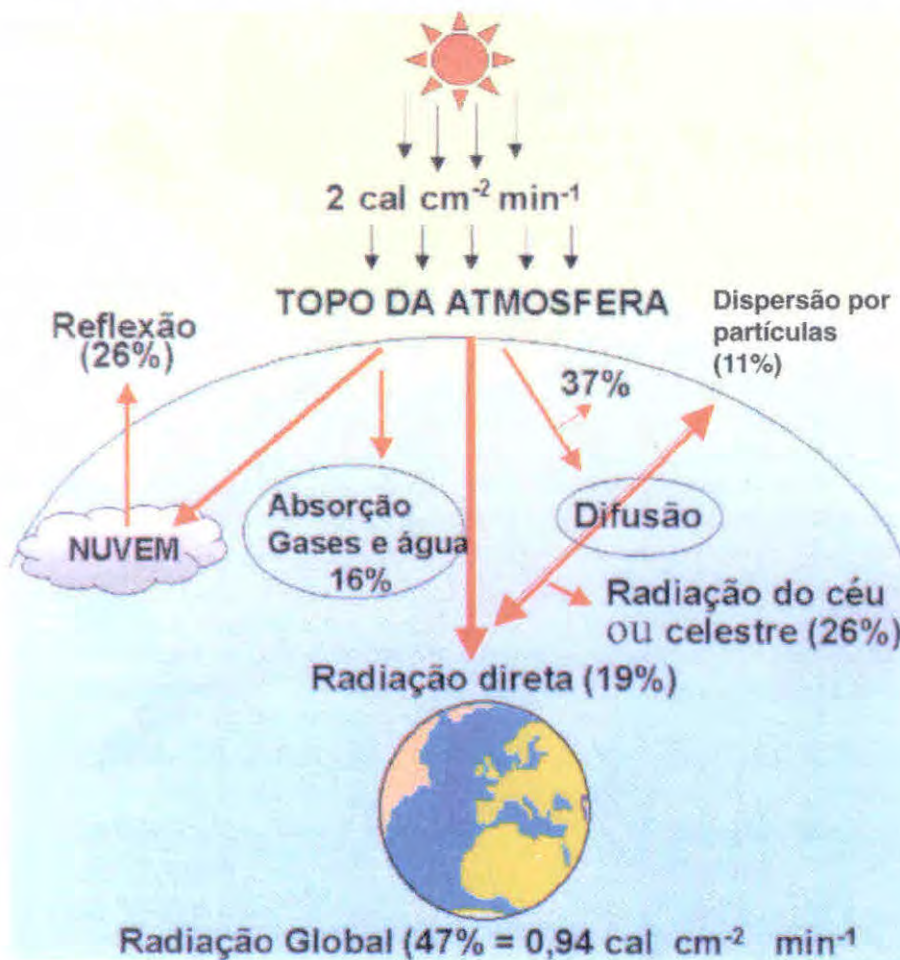 2 cal cm⁻² min⁻¹
TOPO DA ATMOSFERA
Reflexão
(26%)
Dispersão por
partículas
(11%)
37%
NUVEM
Absorção
Gases e água
16%
Difusão
Radiação do céu
ou celestre (26%)
Radiação direta (19%)
Radiação Global (47% = 0,94 cal cm⁻² min⁻¹